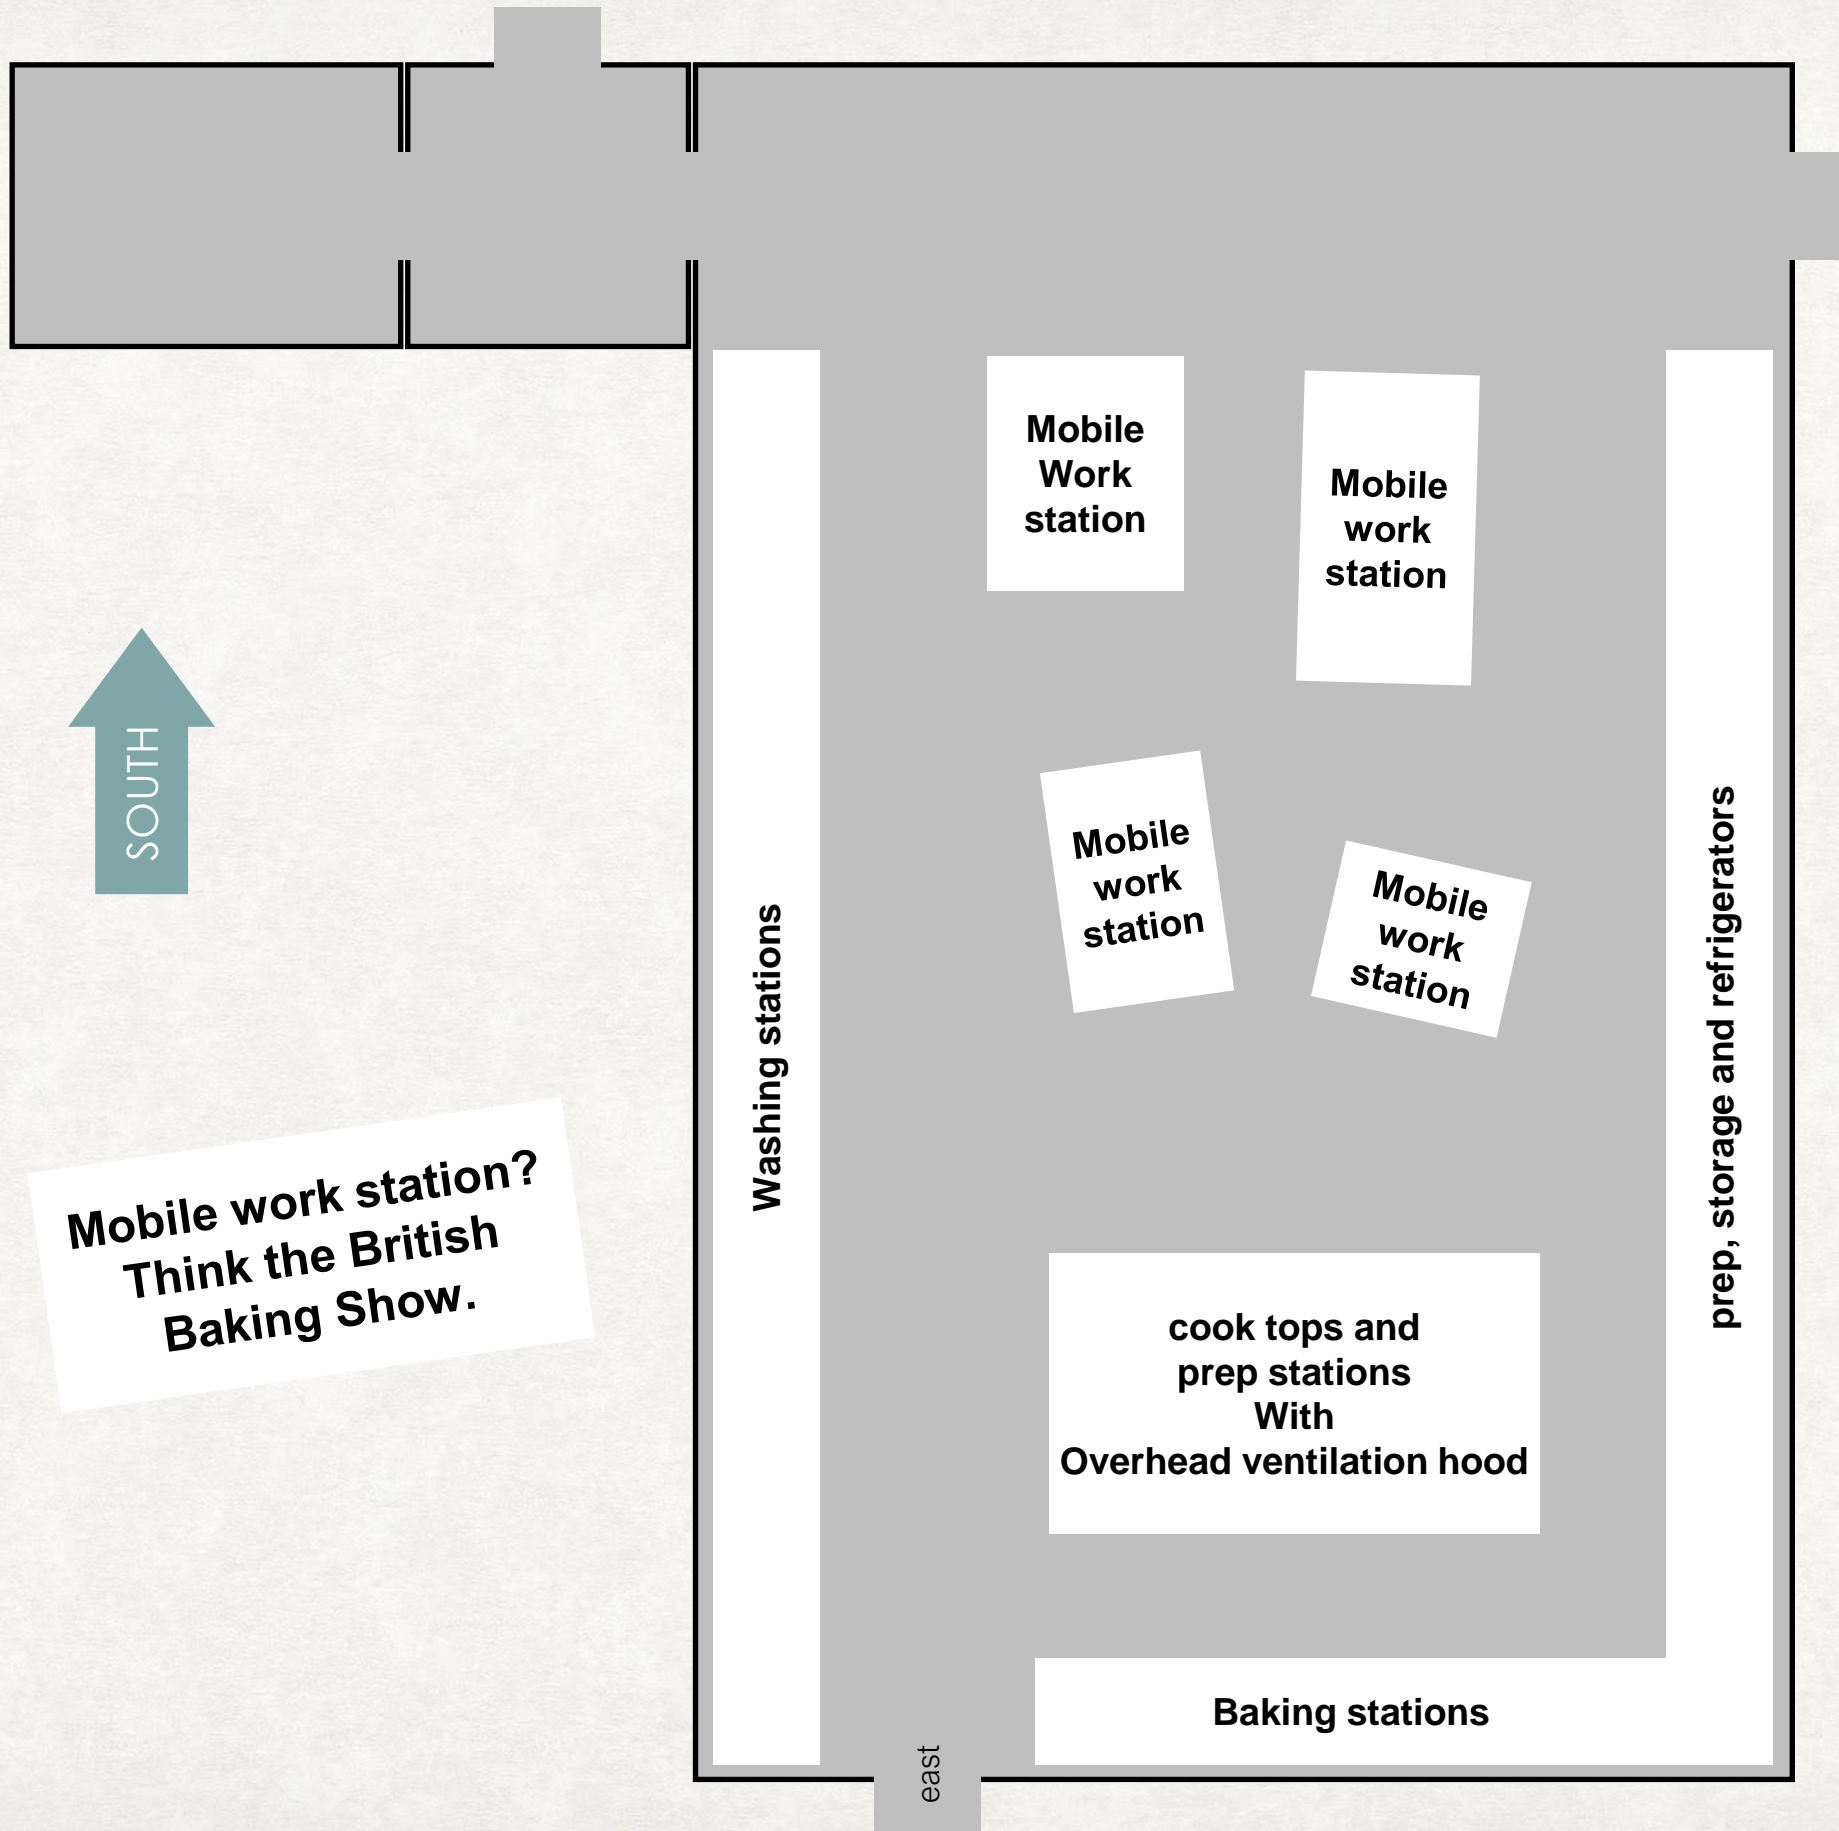 Mobile
Work
station
Mobile
work
station
SOUTH
Mobile
work
station
Mobile
work
station
Washing stations
prep, storage and refrigerators
Mobile work station?
Think the British
Baking Show.
cook tops and
prep stations
With
Overhead ventilation hood
Baking stations
east